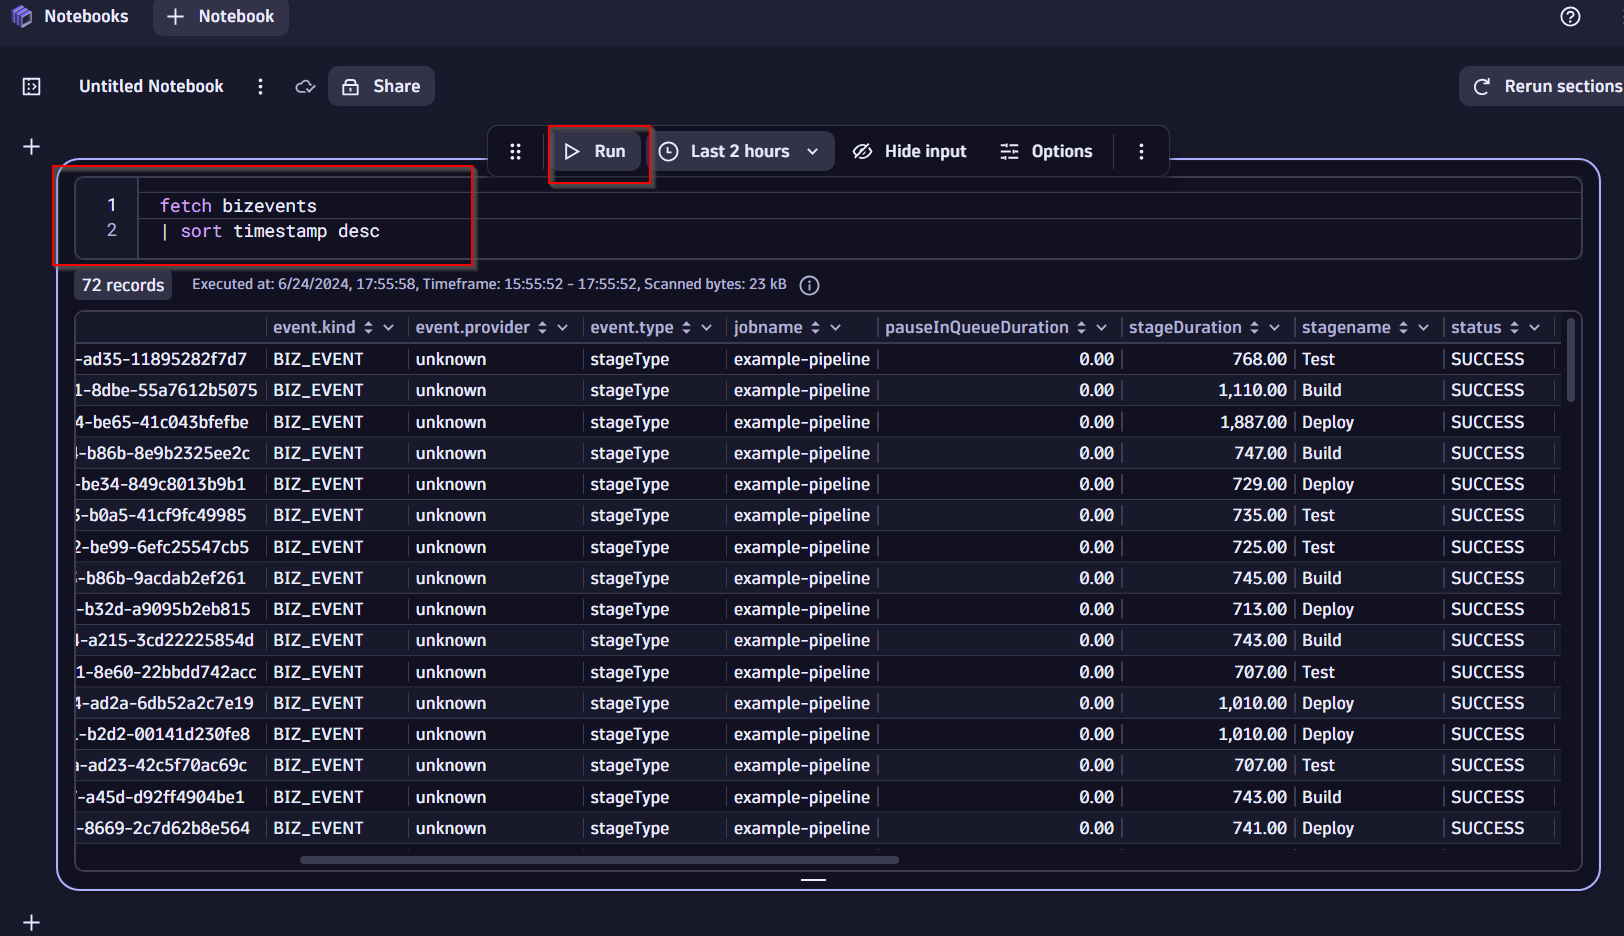 Notebooks + Notebook
Untitled Notebook Share Rerun sections
Run Last 2 hours Hide input Options
1 fetch bizevents
2 | sort timestamp desc
72 records Executed at: 6/24/2024, 17:55:58, Timeframe: 15:55:52 - 17:55:52, Scanned bytes: 23 kB
event.kind event.provider event.type jobname pauseInQueueDuration stageDuration stagename status
-ad35-11895282f7d7 BIZ_EVENT unknown stageType example-pipeline 0.00 768.00 Test SUCCESS
1-8dbe-55a7612b5075 BIZ_EVENT unknown stageType example-pipeline 0.00 1,110.00 Build SUCCESS
4-be65-41c043bfefbe BIZ_EVENT unknown stageType example-pipeline 0.00 1,887.00 Deploy SUCCESS
-b86b-8e9b2325ee2c BIZ_EVENT unknown stageType example-pipeline 0.00 747.00 Build SUCCESS
-be34-849c8013b9b1 BIZ_EVENT unknown stageType example-pipeline 0.00 729.00 Deploy SUCCESS
3-b0a5-41cf9fc49985 BIZ_EVENT unknown stageType example-pipeline 0.00 735.00 Test SUCCESS
2-be99-6efc25547cb5 BIZ_EVENT unknown stageType example-pipeline 0.00 725.00 Test SUCCESS
-b86b-9acdab2ef261 BIZ_EVENT unknown stageType example-pipeline 0.00 745.00 Build SUCCESS
-b32d-a9095b2eb815 BIZ_EVENT unknown stageType example-pipeline 0.00 713.00 Deploy SUCCESS
-a215-3cd22225854d BIZ_EVENT unknown stageType example-pipeline 0.00 743.00 Build SUCCESS
1-8e60-22bbdd742acc BIZ_EVENT unknown stageType example-pipeline 0.00 707.00 Test SUCCESS
4-ad2a-6db52a2c7e19 BIZ_EVENT unknown stageType example-pipeline 0.00 1,010.00 Deploy SUCCESS
-b2d2-00141d230fe8 BIZ_EVENT unknown stageType example-pipeline 0.00 1,010.00 Deploy SUCCESS
-ad23-42c5f70ac69c BIZ_EVENT unknown stageType example-pipeline 0.00 707.00 Test SUCCESS
-a45d-d92ff4904be1 BIZ_EVENT unknown stageType example-pipeline 0.00 743.00 Build SUCCESS
-8669-2c7d62b8e564 BIZ_EVENT unknown stageType example-pipeline 0.00 741.00 Deploy SUCCESS